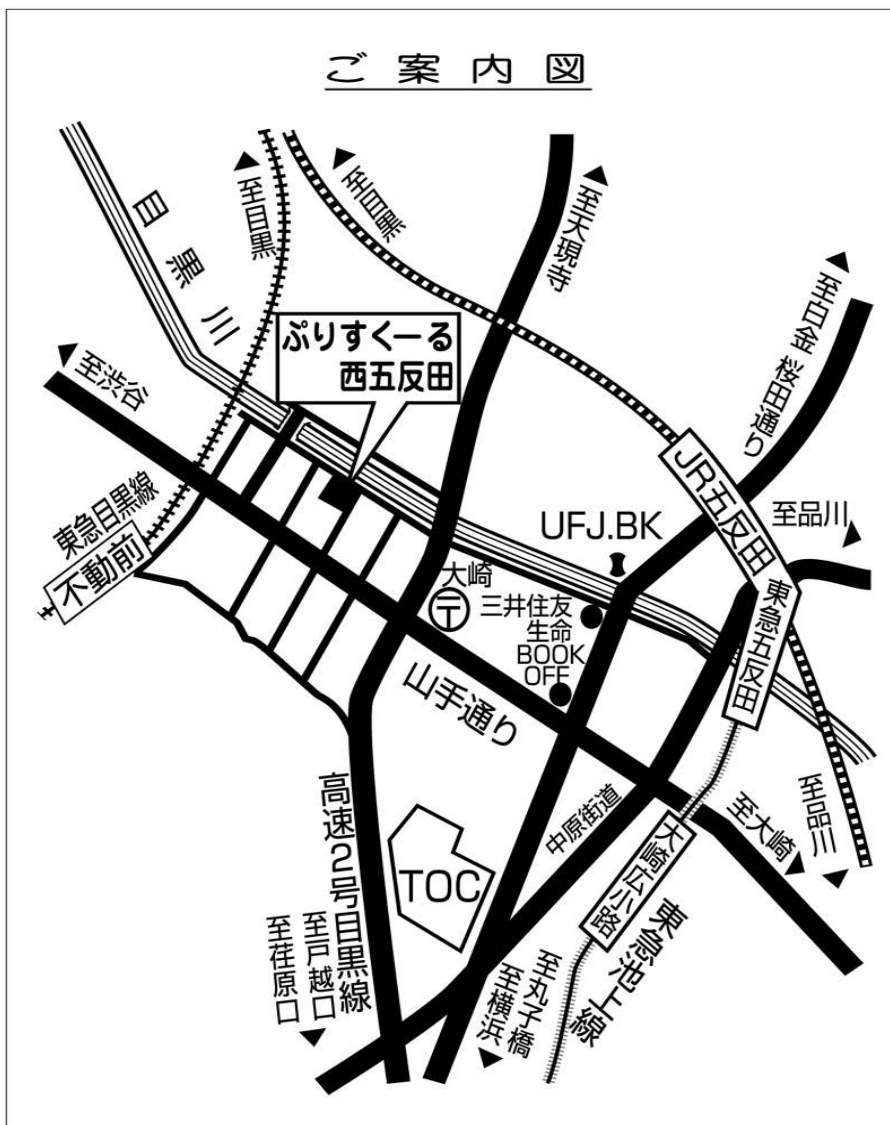 ご案内図
目黒川
至目黒
至目黒
至天現寺
至白金 桜田通り
至渋谷
ぷりすくーる
西五反田
東急目黒線
不動前
JR五反田
UFJ.BK
至品川
大崎
〒
三井住友
生命
BOOK
OFF
東急五反田
山手通り
高速2号目黒線
中原街道
TOC
至大崎
至品川
大崎広小路
東急池上線
至戸越口
至荏原口
至丸子橋
至横浜